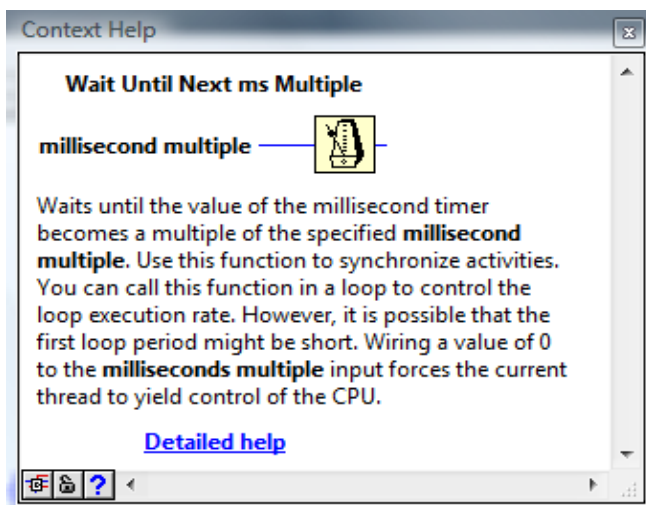 Context Help
Wait Until Next ms Multiple
millisecond multiple
Waits until the value of the millisecond timer
becomes a multiple of the specified millisecond
multiple. Use this function to synchronize activities.
You can call this function in a loop to control the
loop execution rate. However, it is possible that the
first loop period might be short. Wiring a value of 0
to the milliseconds multiple input forces the current
thread to yield control of the CPU.
Detailed help
?